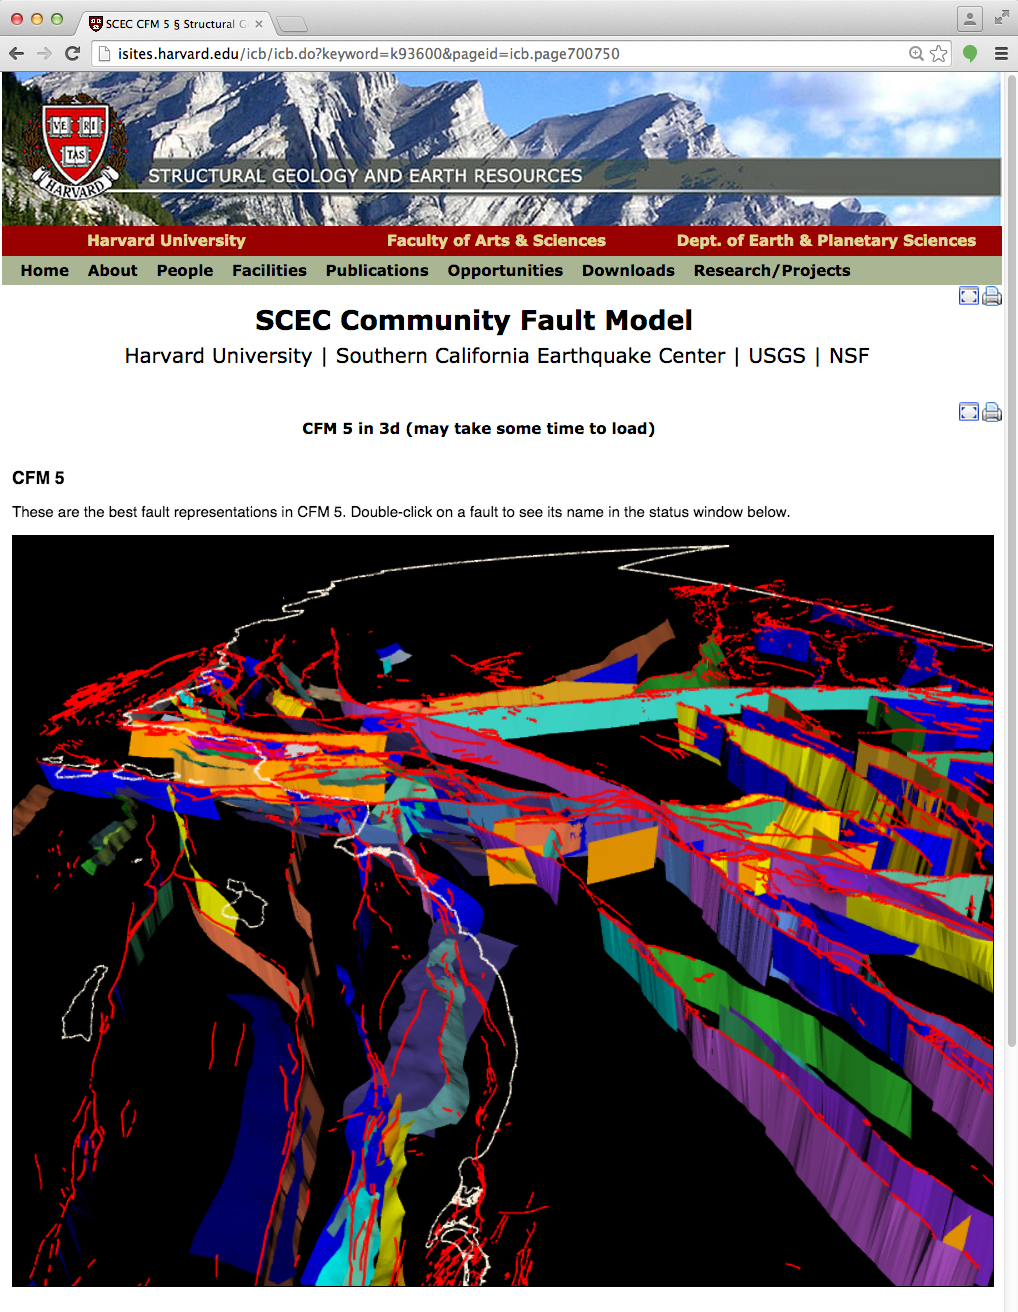 SCEC CFM 5 § Structural G
isites.harvard.edu/icb/icb.do?keyword=k93600&pageid=icb.page700750
VE RI
TAS
HARVARD
STRUCTURAL GEOLOGY AND EARTH RESOURCES
Harvard University Faculty of Arts & Sciences Dept. of Earth & Planetary Sciences
Home About People Facilities Publications Opportunities Downloads Research/Projects
SCEC Community Fault Model
Harvard University | Southern California Earthquake Center | USGS | NSF
CFM 5 in 3d (may take some time to load)
CFM 5
These are the best fault representations in CFM 5. Double-click on a fault to see its name in the status window below.